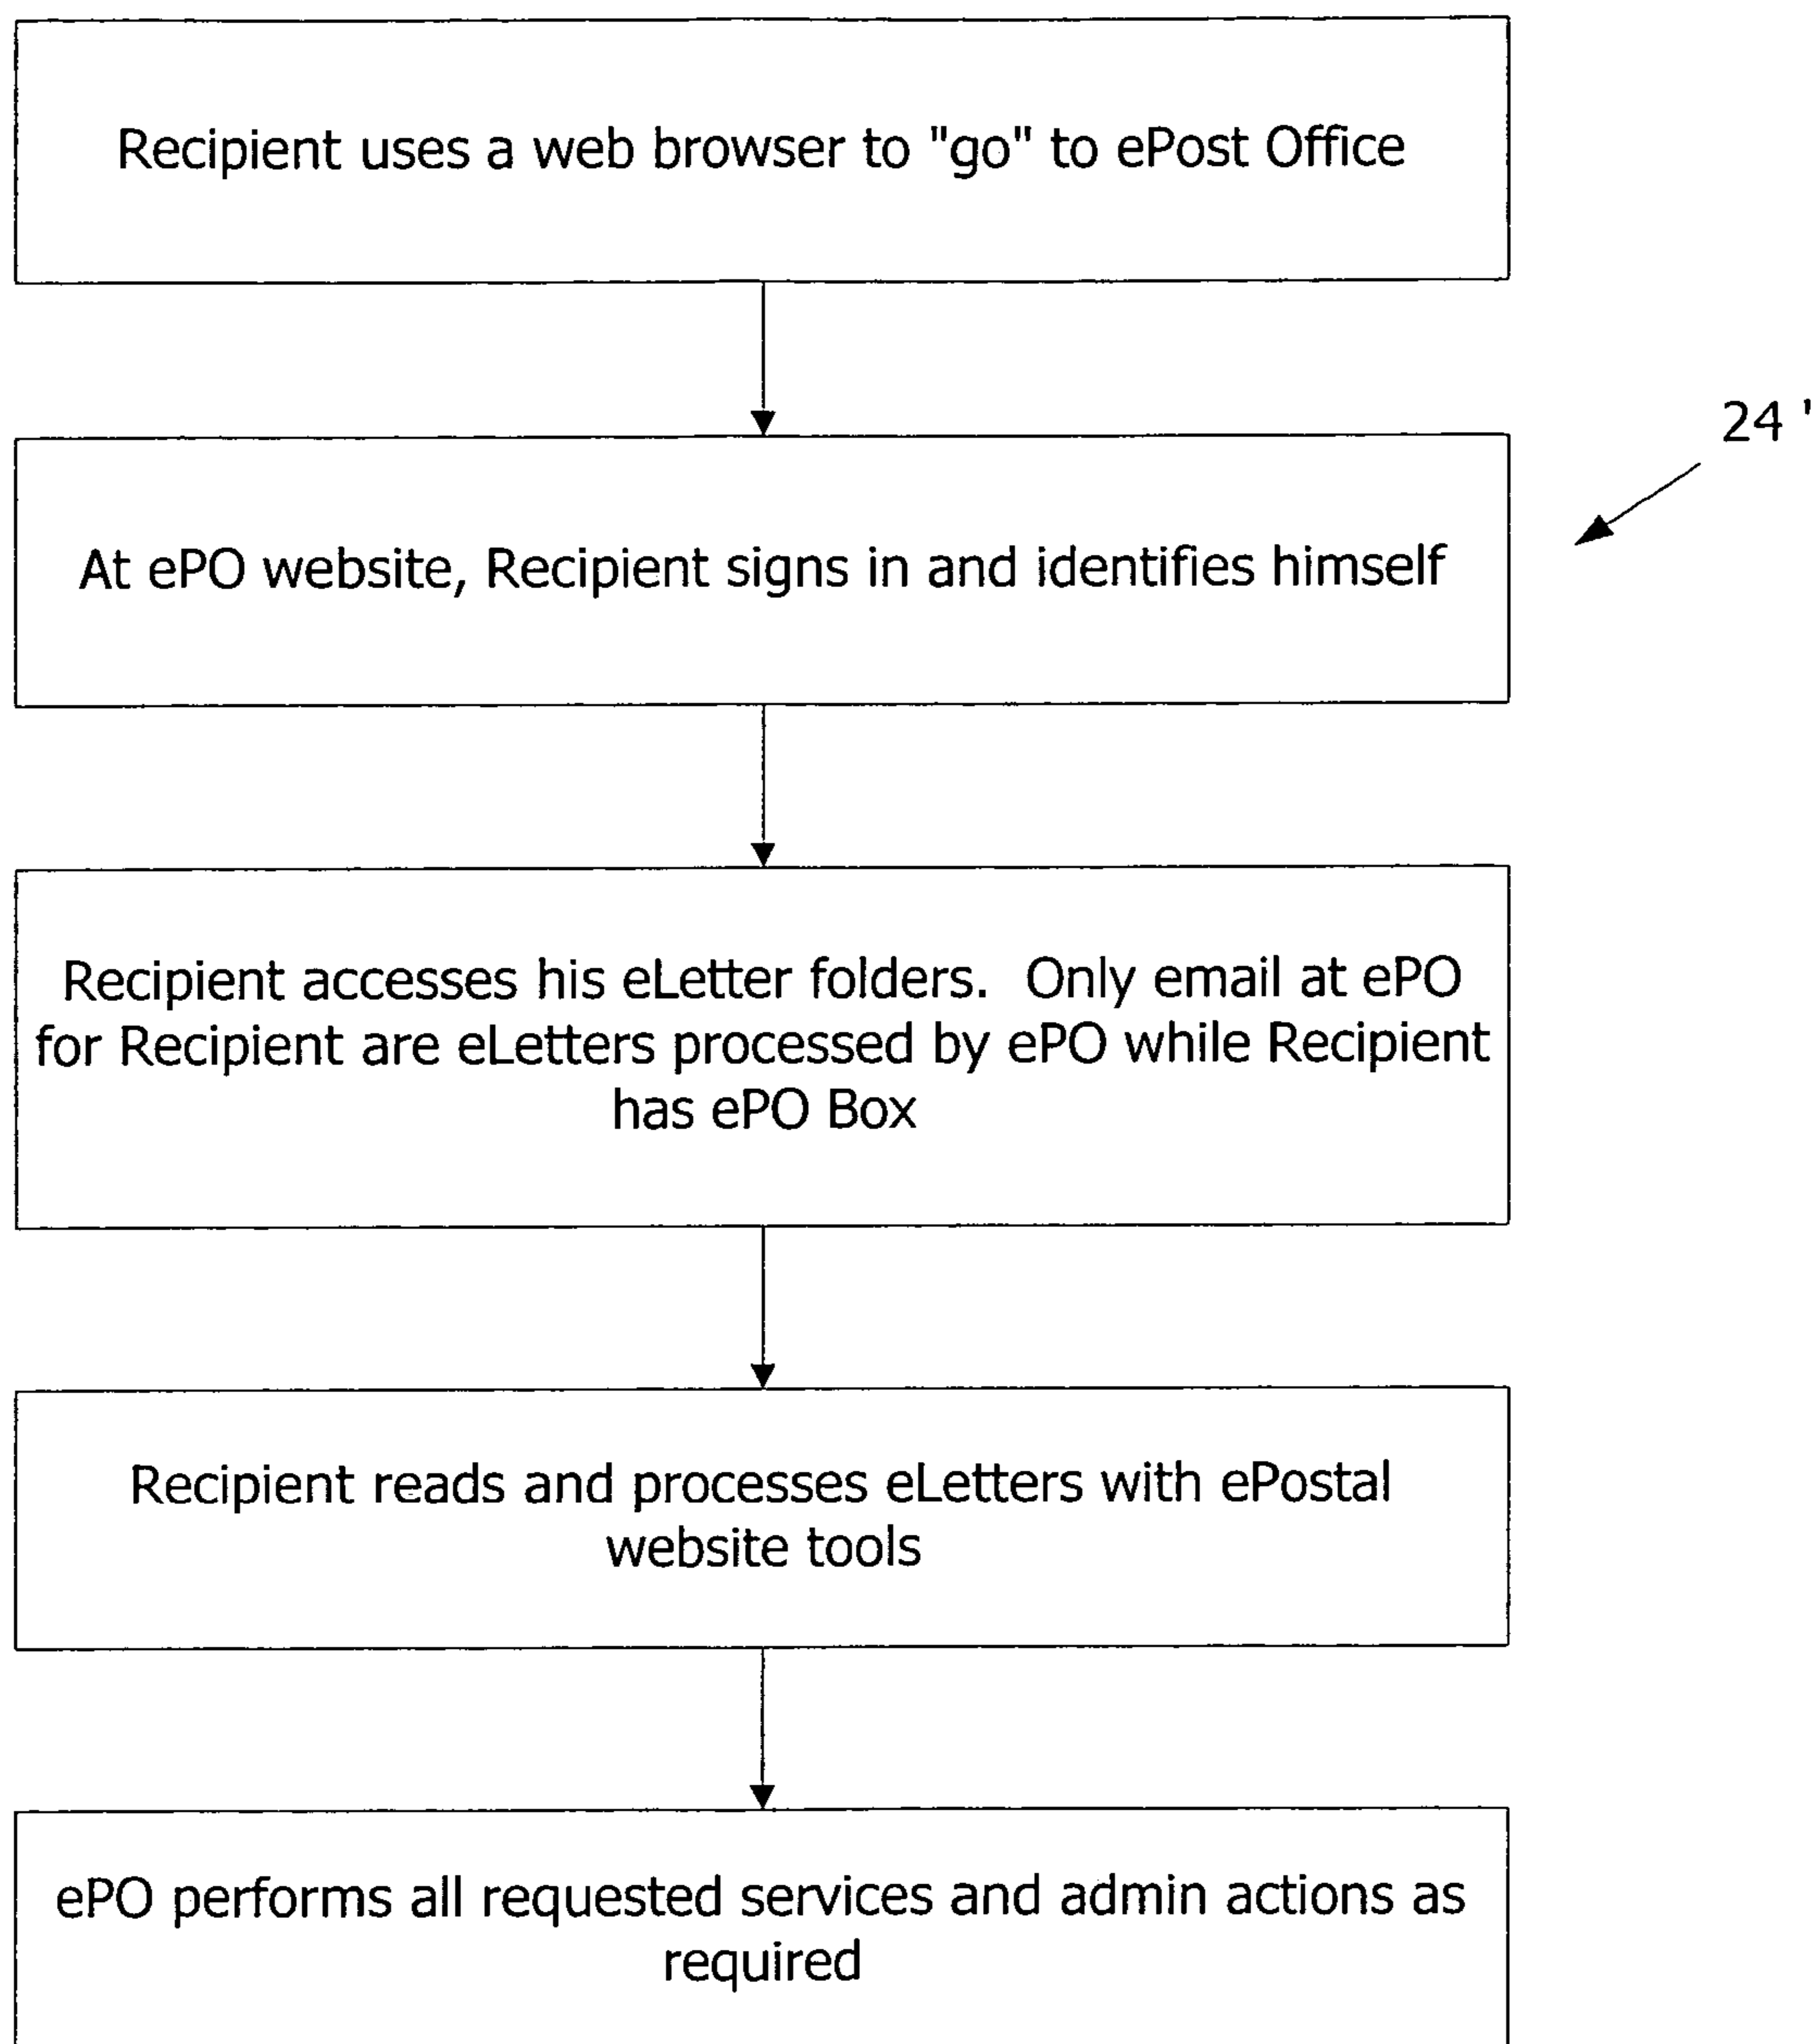 Recipient uses a web browser to "go" to ePost Office
24 '
At ePO website, Recipient signs in and identifies himself
Recipient accesses his eLetter folders.  Only email at ePO
for Recipient are eLetters processed by ePO while Recipient
has ePO Box
Recipient reads and processes eLetters with ePostal
website tools
ePO performs all requested services and admin actions as
required